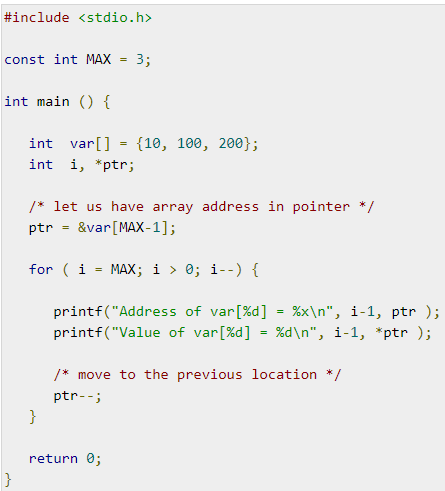 #include <stdio.h>
const int MAX = 3;
int main () {
int  var[] = {10, 100, 200};
int  i, *ptr;
/* let us have array address in pointer */
ptr = &var[MAX-1];
for ( i = MAX; i > 0; i--) {
printf("Address of var[%d] = %x\n", i-1, ptr );
printf("Value of var[%d] = %d\n", i-1, *ptr );
/* move to the previous location */
ptr--;
}
return 0;
}